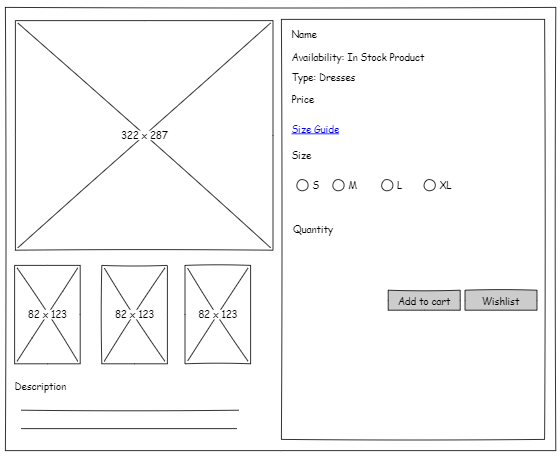 322 x 287
82 x 123
82 x 123
82 x 123
Description
Name
Availability: In Stock Product
Type: Dresses
Price
Size Guide
Size
S M L XL
Quantity
Add to cart Wishlist